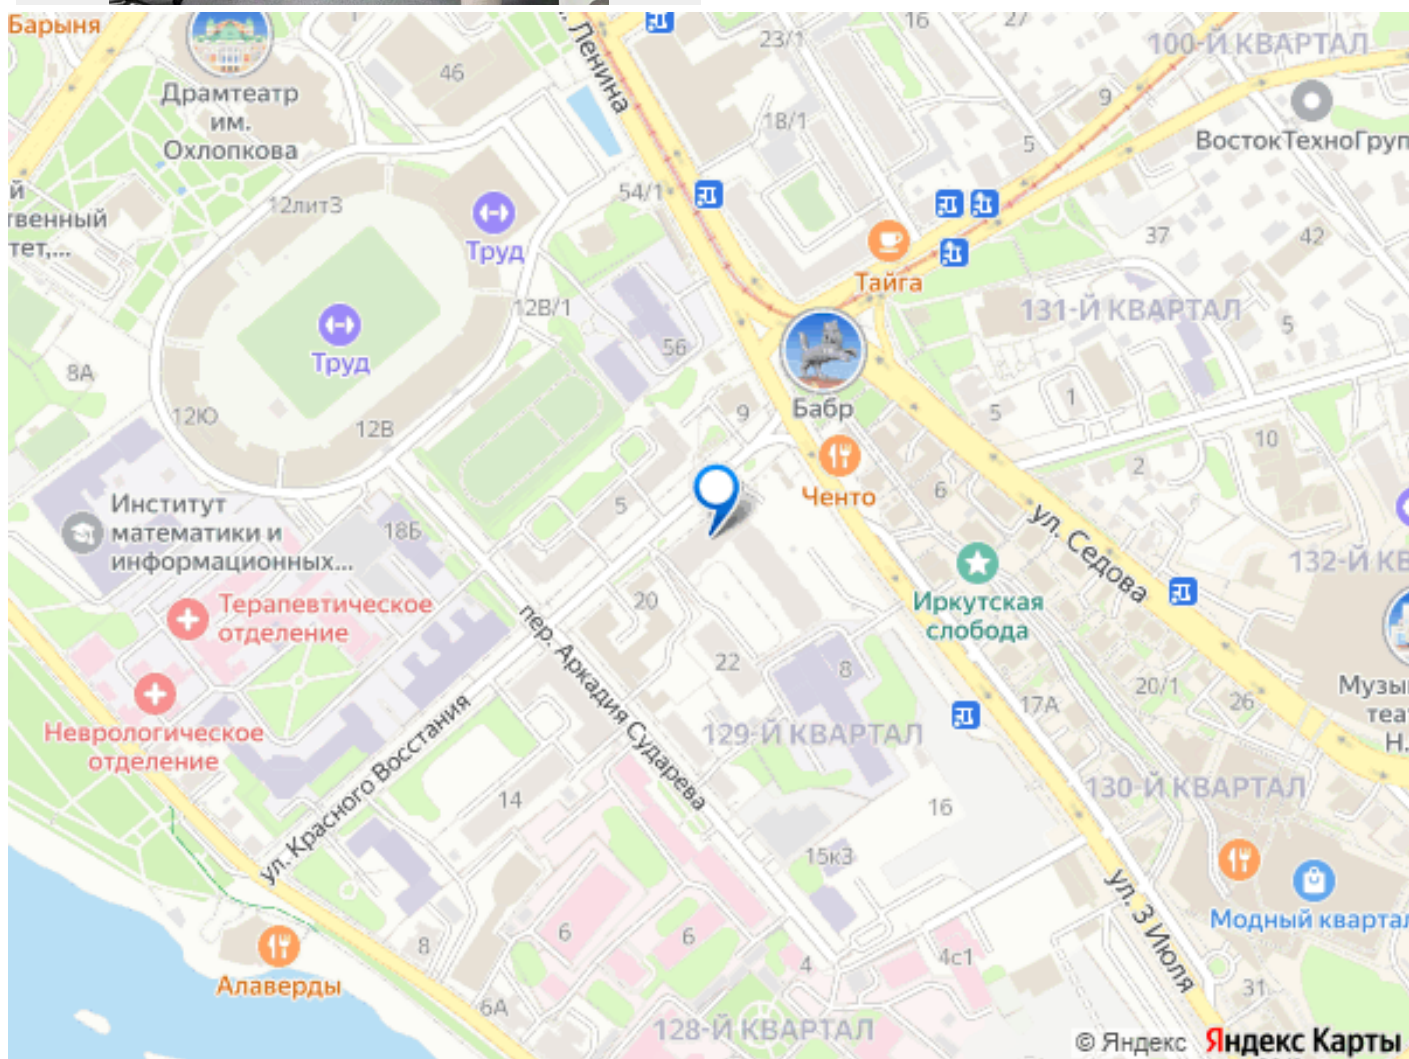 Барыня
Драмтеатр
им.
Охлопкова
46
ул. Ленина
23/1
16
27
100-Й КВАРТАЛ
9
ВостокТехноГруп
18/1
5
й
твенный
тет,...
12лит3
54/1
Труд
37
42
Тайга
12В/1
131-Й КВАРТАЛ
5
Труд
56
8А
Бабр
1
5
9
12Ю
12В
10
2
Ченто
6
Институт
математики и
информационных...
18Б
5
ул. Седова
132-Й КВ
Терапевтическое
отделение
20
Иркутская
слобода
пер. Аркадия Сударева
22
8
20/1
26
17А
Музы
теа
Н.
Неврологическое
отделение
129-Й КВАРТАЛ
ул. Красного Восстания
14
16
130-Й КВАРТАЛ
15к3
ул. 3 Июля
Модный квартал
Алаверды
8
6
6
4
4с1
6А
31
128-Й КВАРТАЛ
© Яндекс Яндекс Карты